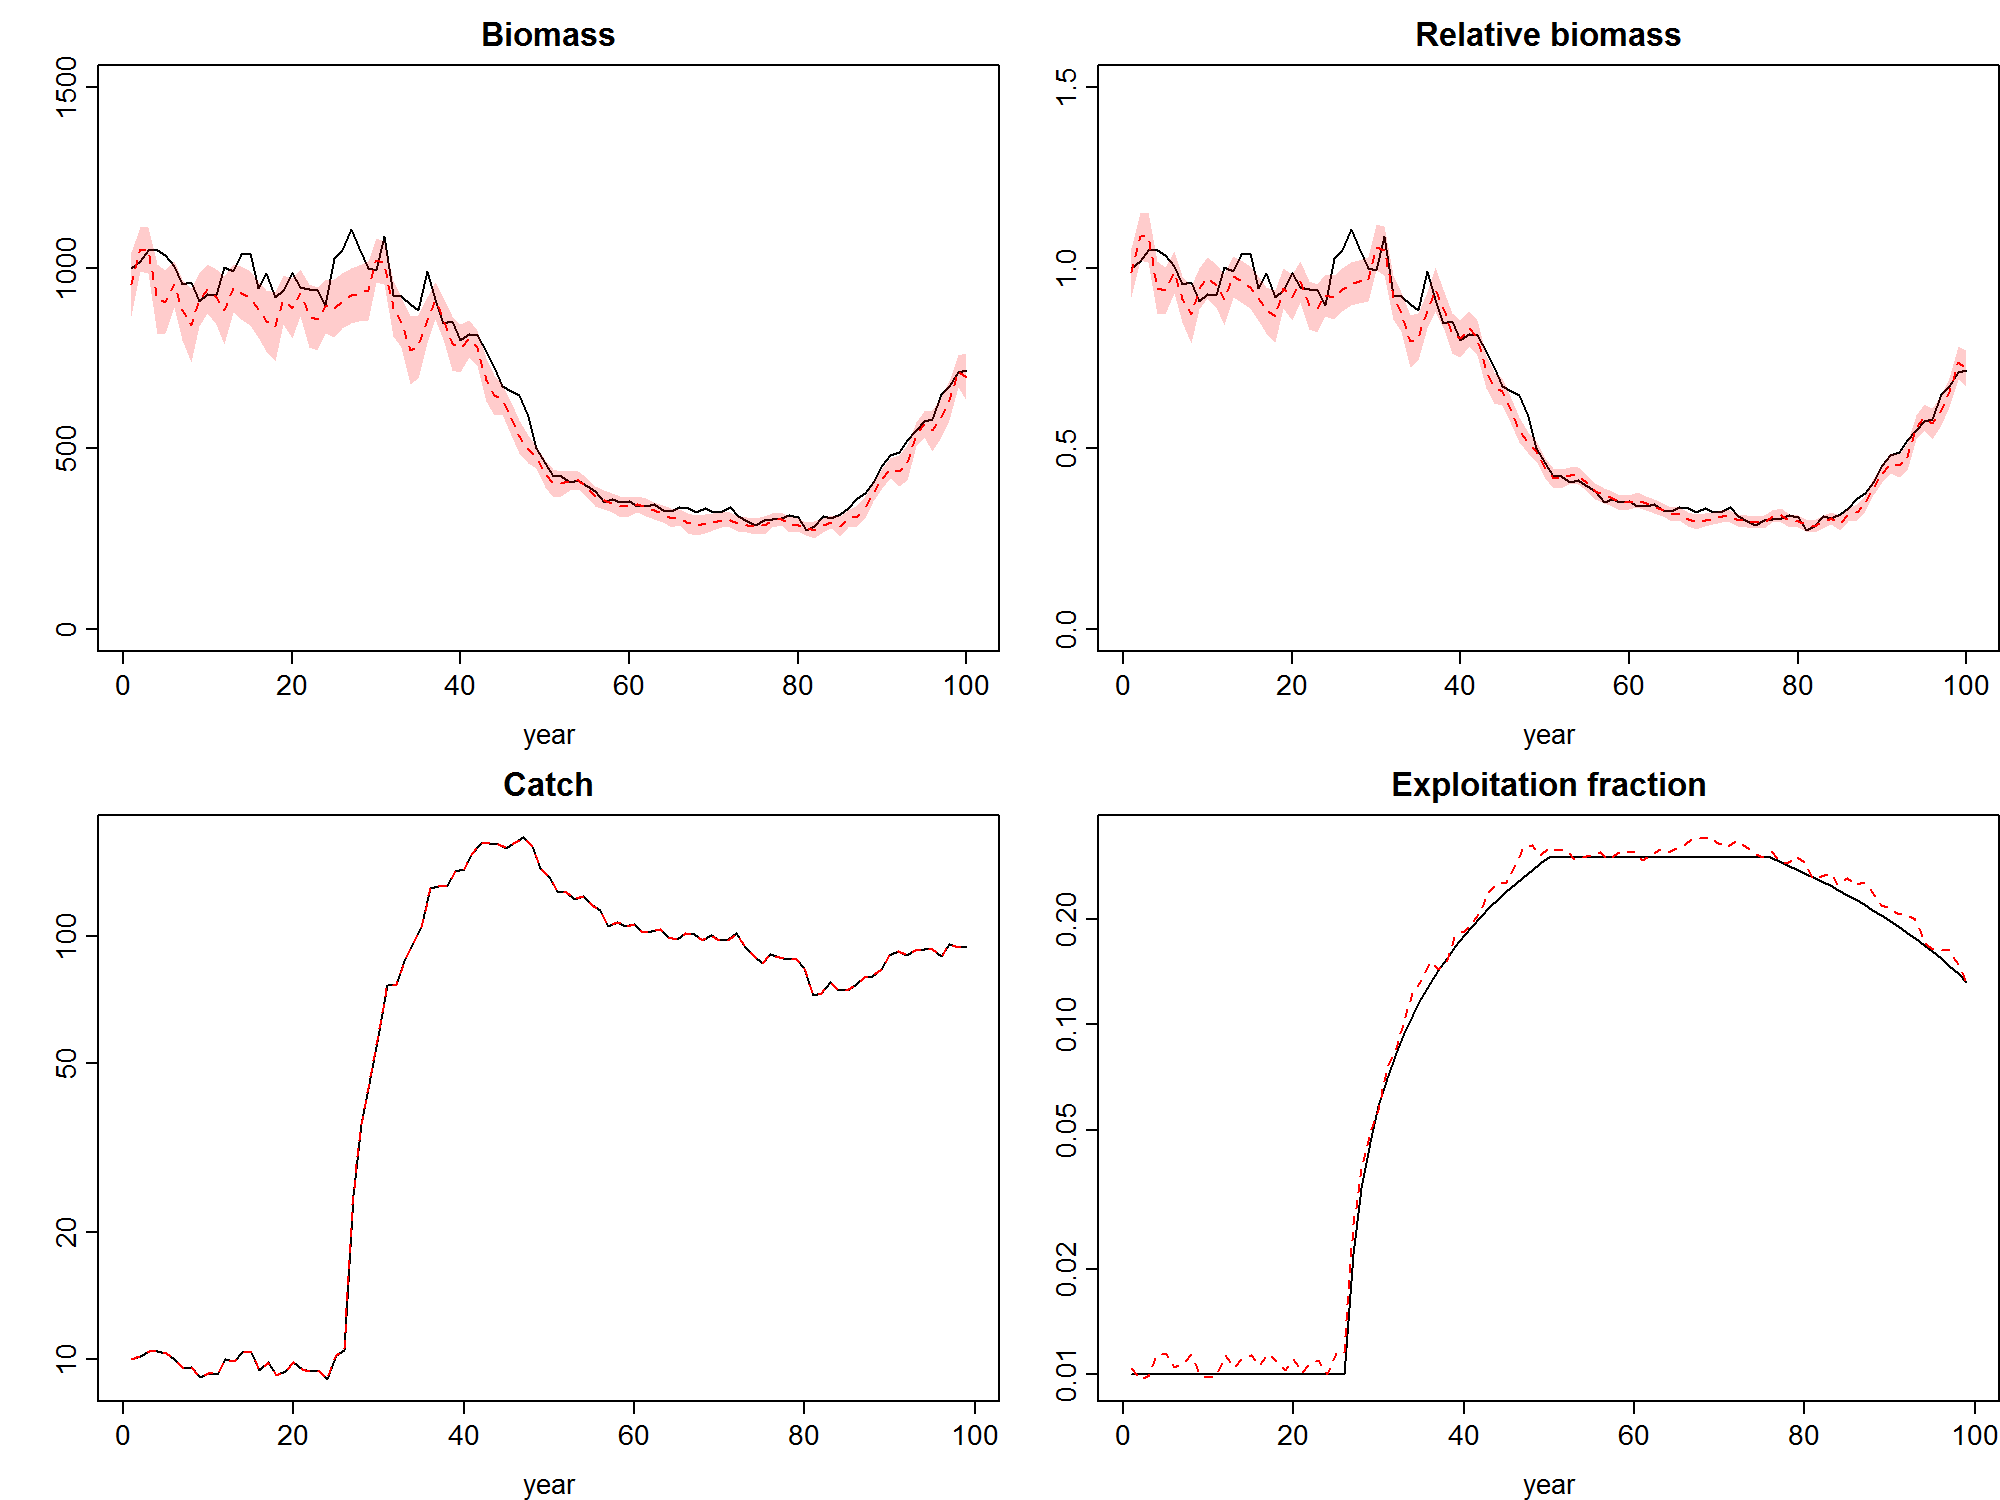 Biomass
1500
1000
500
0
0 20 40 60 80 100
year
Relative biomass
1.5
1.0
0.5
0.0
0 20 40 60 80 100
year
Catch
100
50
20
10
0 20 40 60 80 100
year
Exploitation fraction
0.20
0.10
0.05
0.02
0.01
0 20 40 60 80 100
year